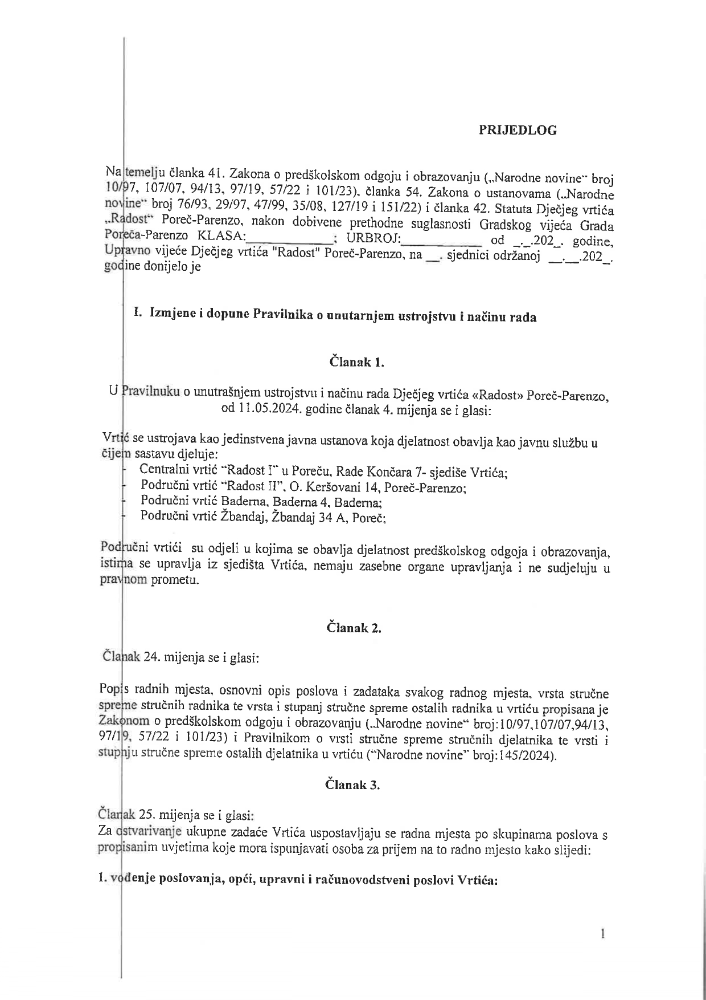 PRIJEDLOG
Na temelju članka 41. Zakona o predškolskom odgoju i obrazovanju („Narodne novine“ broj
10/97, 107/07, 94/13, 97/19, 57/22 i 101/23), članka 54. Zakona o ustanovama („Narodne
novine“ broj 76/93, 29/97, 47/99, 35/08, 127/19 i 151/22) i članka 42. Statuta Dječjeg vrtića
„Radost“ Poreč-Parenzo, nakon dobivene prethodne suglasnosti Gradskog vijeća Grada
Poreča-Parenzo KLASA:_____________; URBROJ:____________ od _._.202_. godine,
Upravno vijeće Dječjeg vrtića "Radost" Poreč-Parenzo, na __. sjednici održanoj __.__.202_.
godine donijelo je
I. Izmjene i dopune Pravilnika o unutarnjem ustrojstvu i načinu rada
Članak 1.
U Pravilnuku o unutrašnjem ustrojstvu i načinu rada Dječjeg vrtića «Radost» Poreč-Parenzo,
od 11.05.2024. godine članak 4. mijenja se i glasi:
Vrtić se ustrojava kao jedinstvena javna ustanova koja djelatnost obavlja kao javnu službu u
čijem sastavu djeluje:
- Centralni vrtić “Radost I” u Poreču, Rade Končara 7- sjediše Vrtića;
- Područni vrtić “Radost II”, O. Keršovani 14, Poreč-Parenzo;
- Područni vrtić Baderna, Baderna 4, Baderna;
- Područni vrtić Žbandaj, Žbandaj 34 A, Poreč;
Područni vrtići su odjeli u kojima se obavlja djelatnost predškolskog odgoja i obrazovanja,
istima se upravlja iz sjedišta Vrtića, nemaju zasebne organe upravljanja i ne sudjeluju u
pravnom prometu.
Članak 2.
Članak 24. mijenja se i glasi:
Popis radnih mjesta, osnovni opis poslova i zadataka svakog radnog mjesta, vrsta stručne
spreme stručnih radnika te vrsta i stupanj stručne spreme ostalih radnika u vrtiću propisana je
Zakonom o predškolskom odgoju i obrazovanju („Narodne novine“ broj:10/97,107/07,94/13,
97/19, 57/22 i 101/23) i Pravilnikom o vrsti stručne spreme stručnih djelatnika te vrsti i
stupnju stručne spreme ostalih djelatnika u vrtiću (“Narodne novine” broj:145/2024).
Članak 3.
Članak 25. mijenja se i glasi:
Za ostvarivanje ukupne zadaće Vrtića uspostavljaju se radna mjesta po skupinama poslova s
propisanim uvjetima koje mora ispunjavati osoba za prijem na to radno mjesto kako slijedi:
1. vođenje poslovanja, opći, upravni i računovodstveni poslovi Vrtića:
1